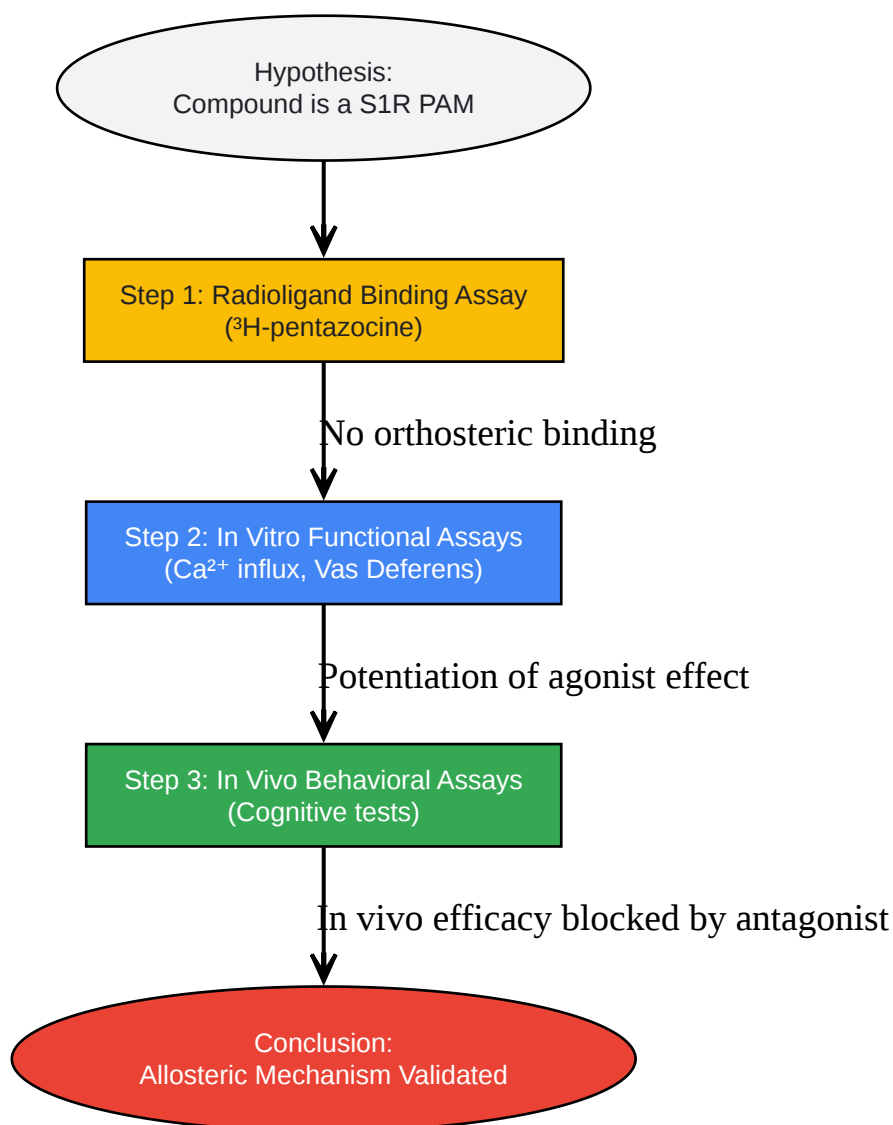 Hypothesis:
Compound is a S1R PAM
Step 1: Radioligand Binding Assay
(³H-pentazocine)
No orthosteric binding
Step 2: In Vitro Functional Assays
(Ca²⁺ influx, Vas Deferens)
Potentiation of agonist effect
Step 3: In Vivo Behavioral Assays
(Cognitive tests)
In vivo efficacy blocked by antagonist
Conclusion:
Allosteric Mechanism Validated